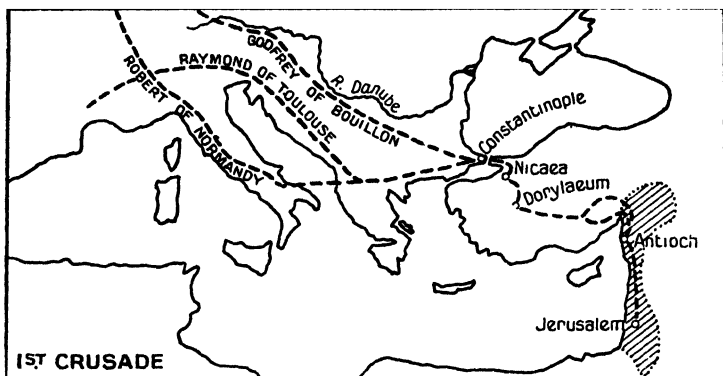 GODFREY OF BOUILLON
RAYMOND OF TOULOUSE
ROBERT OF NORMANDY
R. Danube
Constantinople
Nicaea
Dorylaeum
Antioch
Jerusalem
1ST. CRUSADE